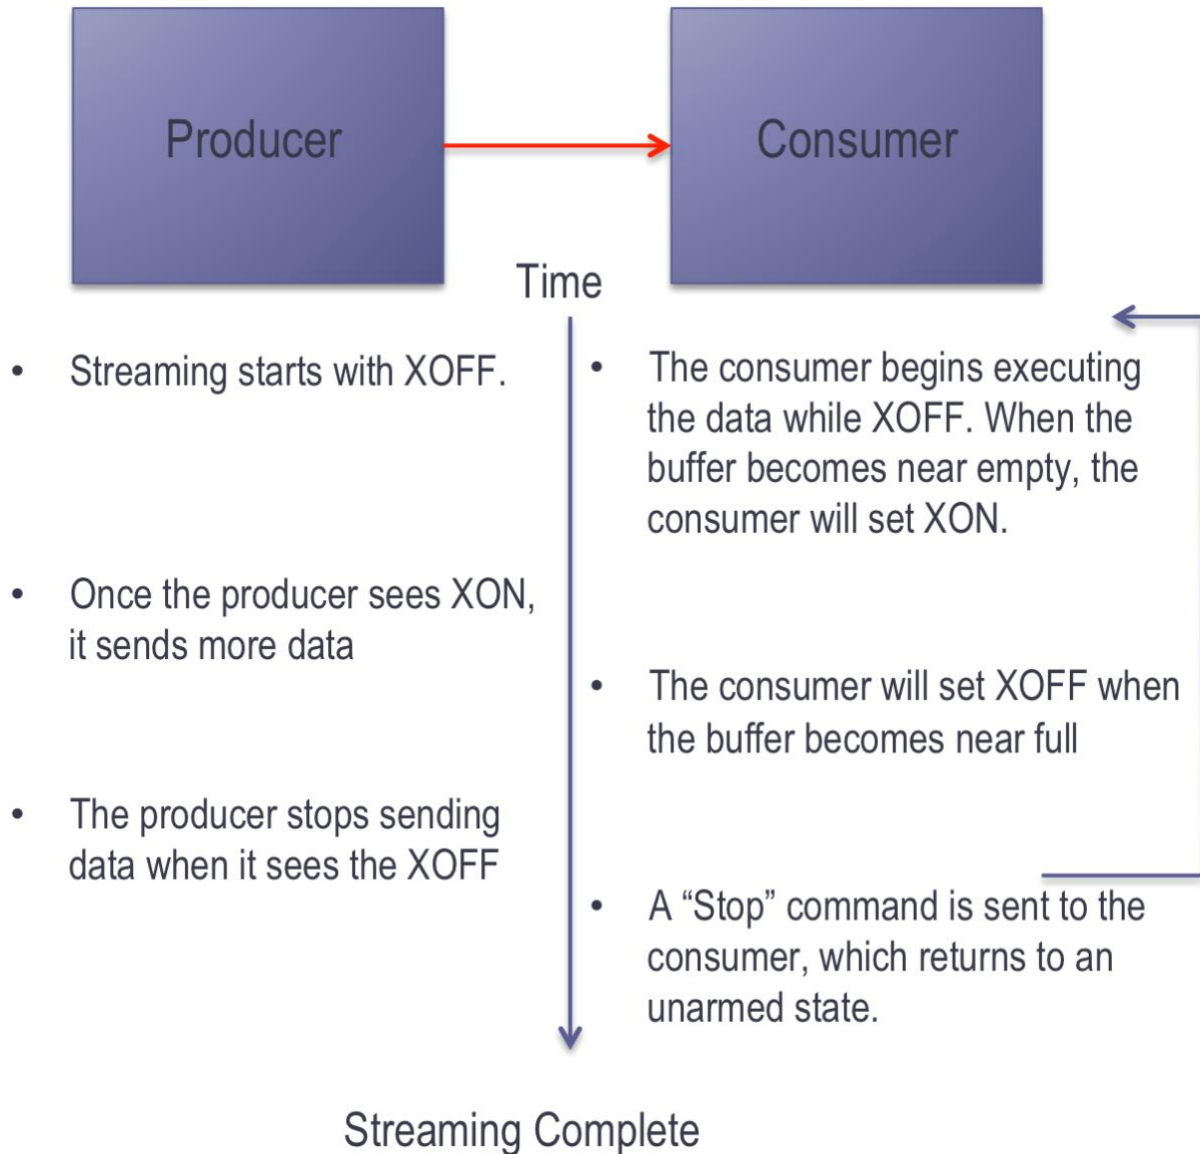 Producer
Consumer
Time
• Streaming starts with XOFF.
• The consumer begins executing
the data while XOFF. When the
buffer becomes near empty, the
consumer will set XON.
• Once the producer sees XON,
it sends more data
• The consumer will set XOFF when
the buffer becomes near full
• The producer stops sending
data when it sees the XOFF
• A “Stop” command is sent to the
consumer, which returns to an
unarmed state.
Streaming Complete